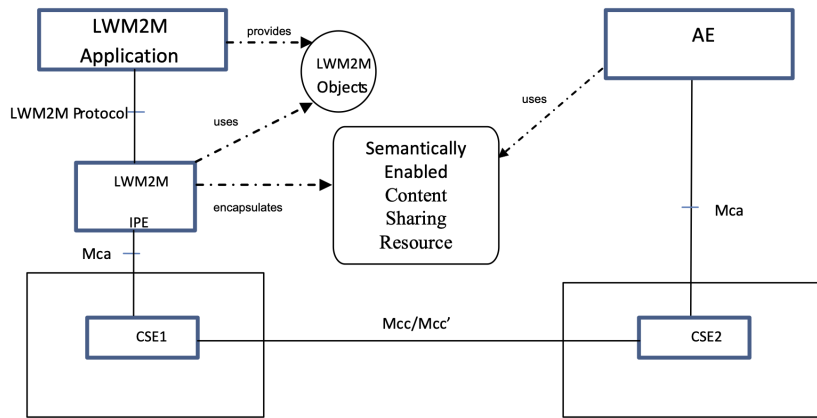 LWM2M
Application
provides
AE
LWM2M
Objects
uses
LWM2M Protocol
uses
Semantically
Enabled
Content
Sharing
Resource
LWM2M
IPE
encapsulates
Mca
Mca
CSE1
Mcc/Mcc’
CSE2